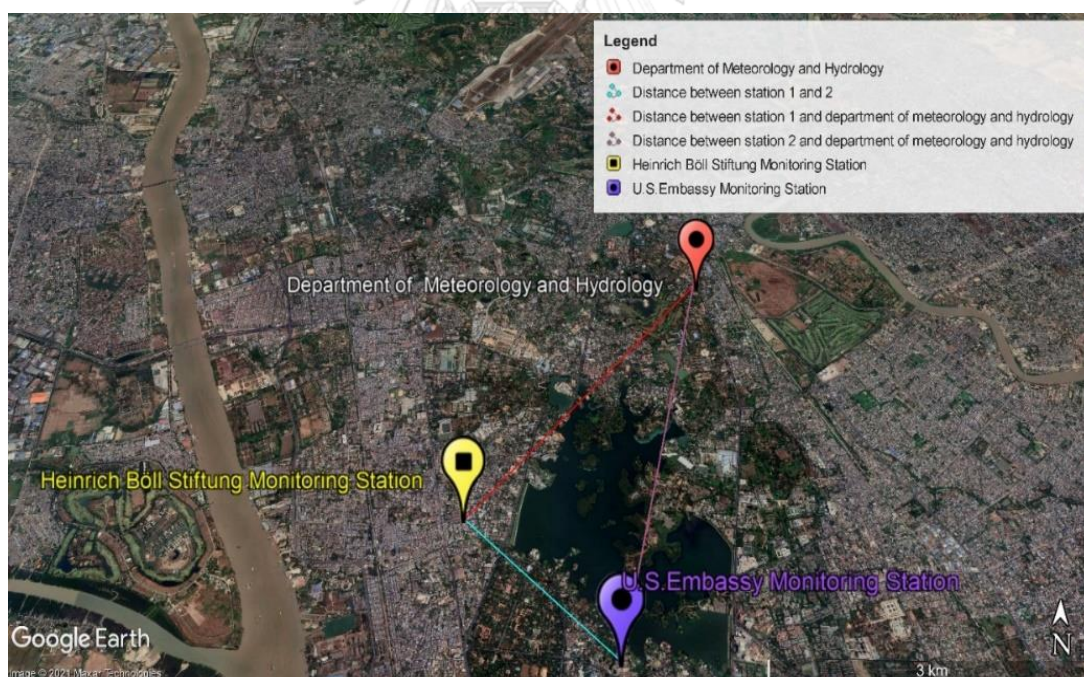 Legend
Department of Meteorology and Hydrology
Distance between station 1 and 2
Distance between station 1 and department of meteorology and hydrology
Distance between station 2 and department of meteorology and hydrology
Heinrich Böll Stiftung Monitoring Station
U.S.Embassy Monitoring Station
Department of Meteorology and Hydrology
Heinrich Böll Stiftung Monitoring Station
U.S.Embassy Monitoring Station
Google Earth
N
Image © 2021 Maxar Technologies
3 km